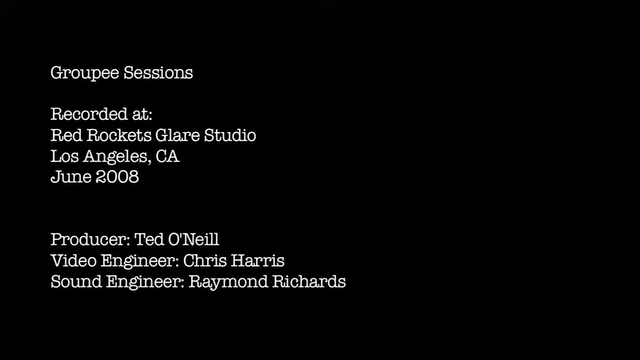 Groupee Sessions
Recorded at:
Red Rockets Glare Studio
Los Angeles, CA
June 2008
Producer: Ted O'Neill
Video Engineer: Chris Harris
Sound Engineer: Raymond Richards